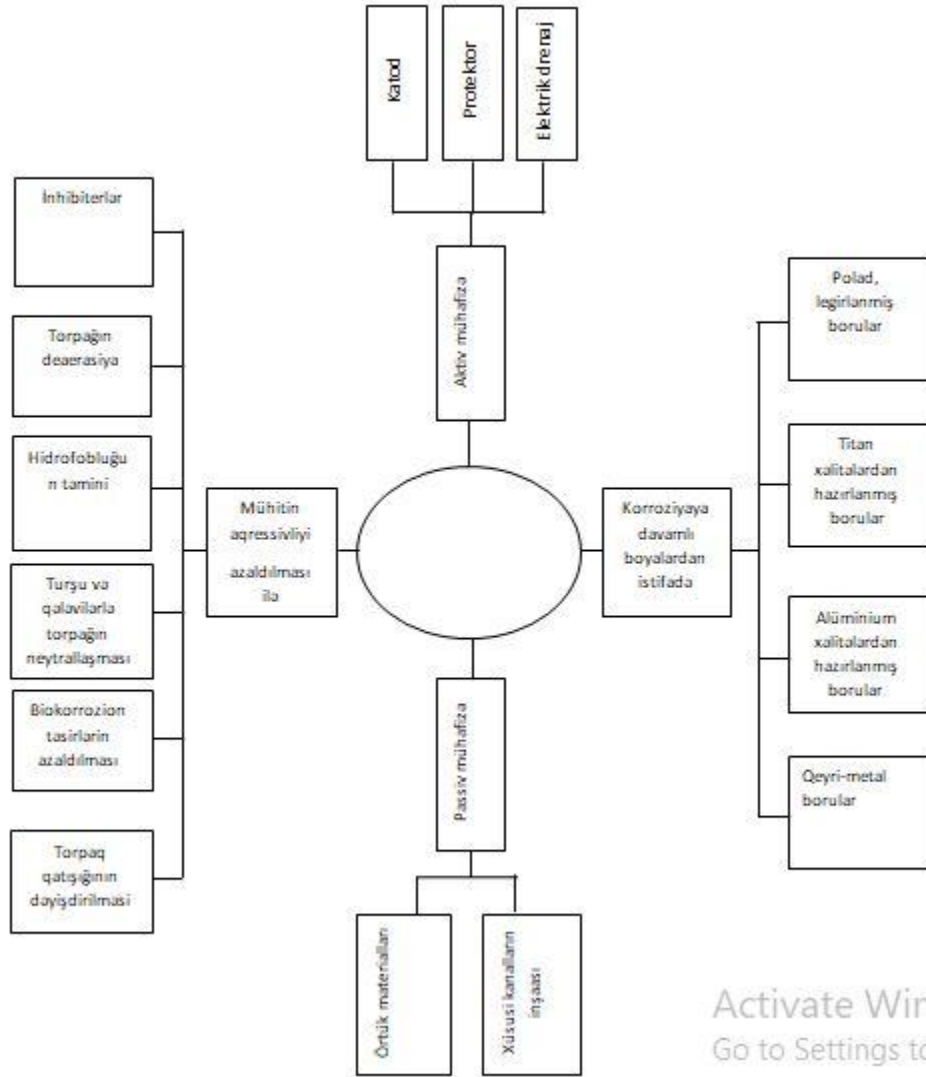 Katod
Protektor
Elektrik drenaj
Aktiv mühafizə
İnhibiterlər
Torpağın
deaerasiya
Hidrofobluğu
n təmini
Turşu və
qələvilərlə
torpağın
neytrallaşması
Biokorrozion
təsirlərin
azaldılması
Torpaq
qatışığının
dəyişdirilməsi
Mühitin
aqressivliyi
azaldılması
ilə
Korroziyaya
davamlı
boyalardan
istifadə
Polad,
legirlənmiş
borular
Titan
xəlitələrdən
hazırlanmış
borular
Alüminium
xəlitələrdən
hazırlanmış
borular
Qeyri-metal
borular
Passiv mühafizə
Örtük materialları
Xüsusi kanalların
inşaası
Activate Win
Go to Settings to